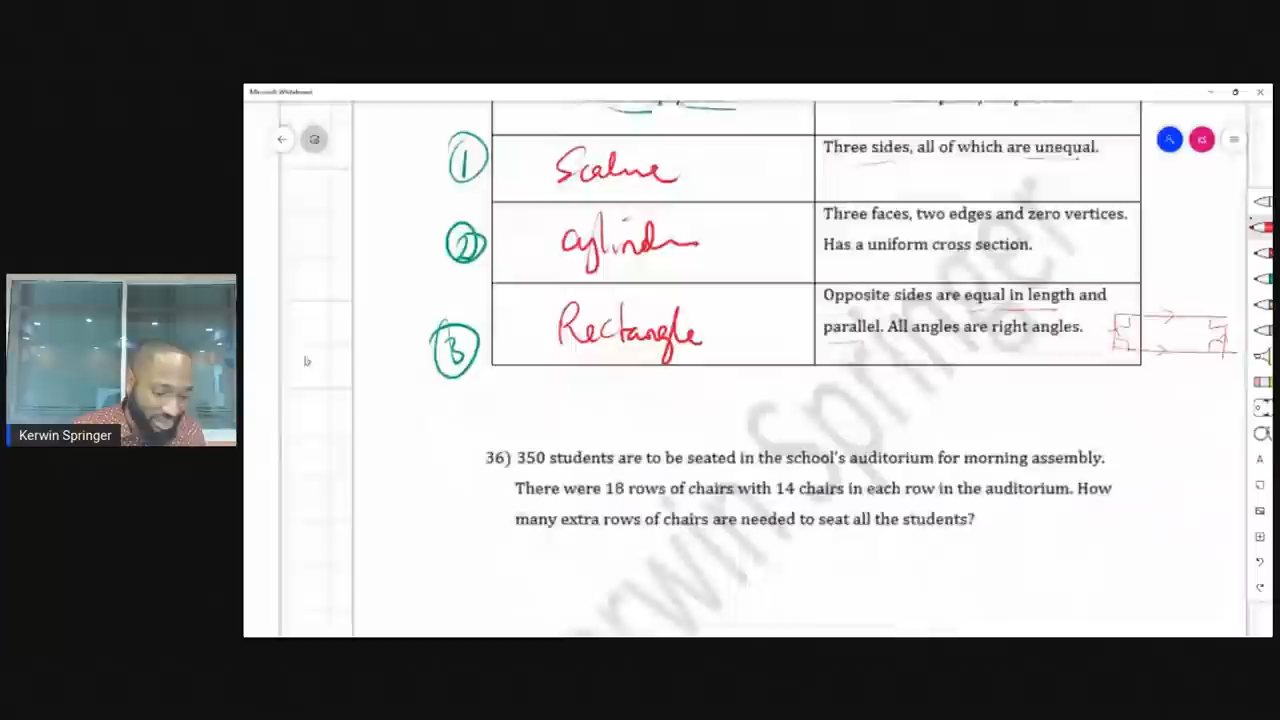 Microsoft Whiteboard
1
Three sides, all of which are unequal.
2
Cylinder
Three faces, two edges and zero vertices.
Has a uniform cross section.
3
Rectangle
Opposite sides are equal in length and
parallel. All angles are right angles.
Kerwin Springer
36) 350 students are to be seated in the school's auditorium for morning assembly.
There were 18 rows of chairs with 14 chairs in each row in the auditorium. How
many extra rows of chairs are needed to seat all the students?
erwin Springer